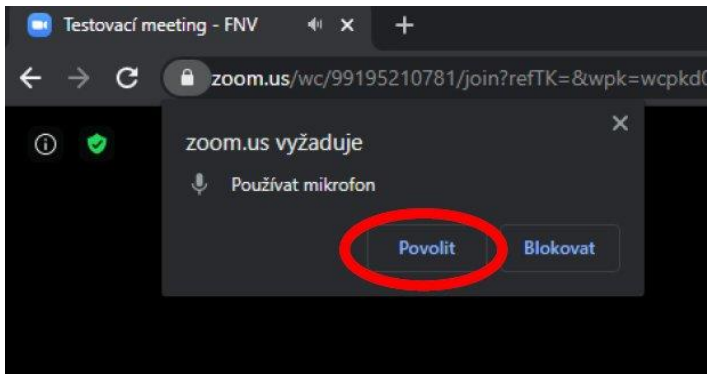 Testovací meeting - FNV
zoom.us/wc/99195210781/join?refTK=&wpk=wcpkd0
zoom.us vyžaduje
Používat mikrofon
Povolit Blokovat